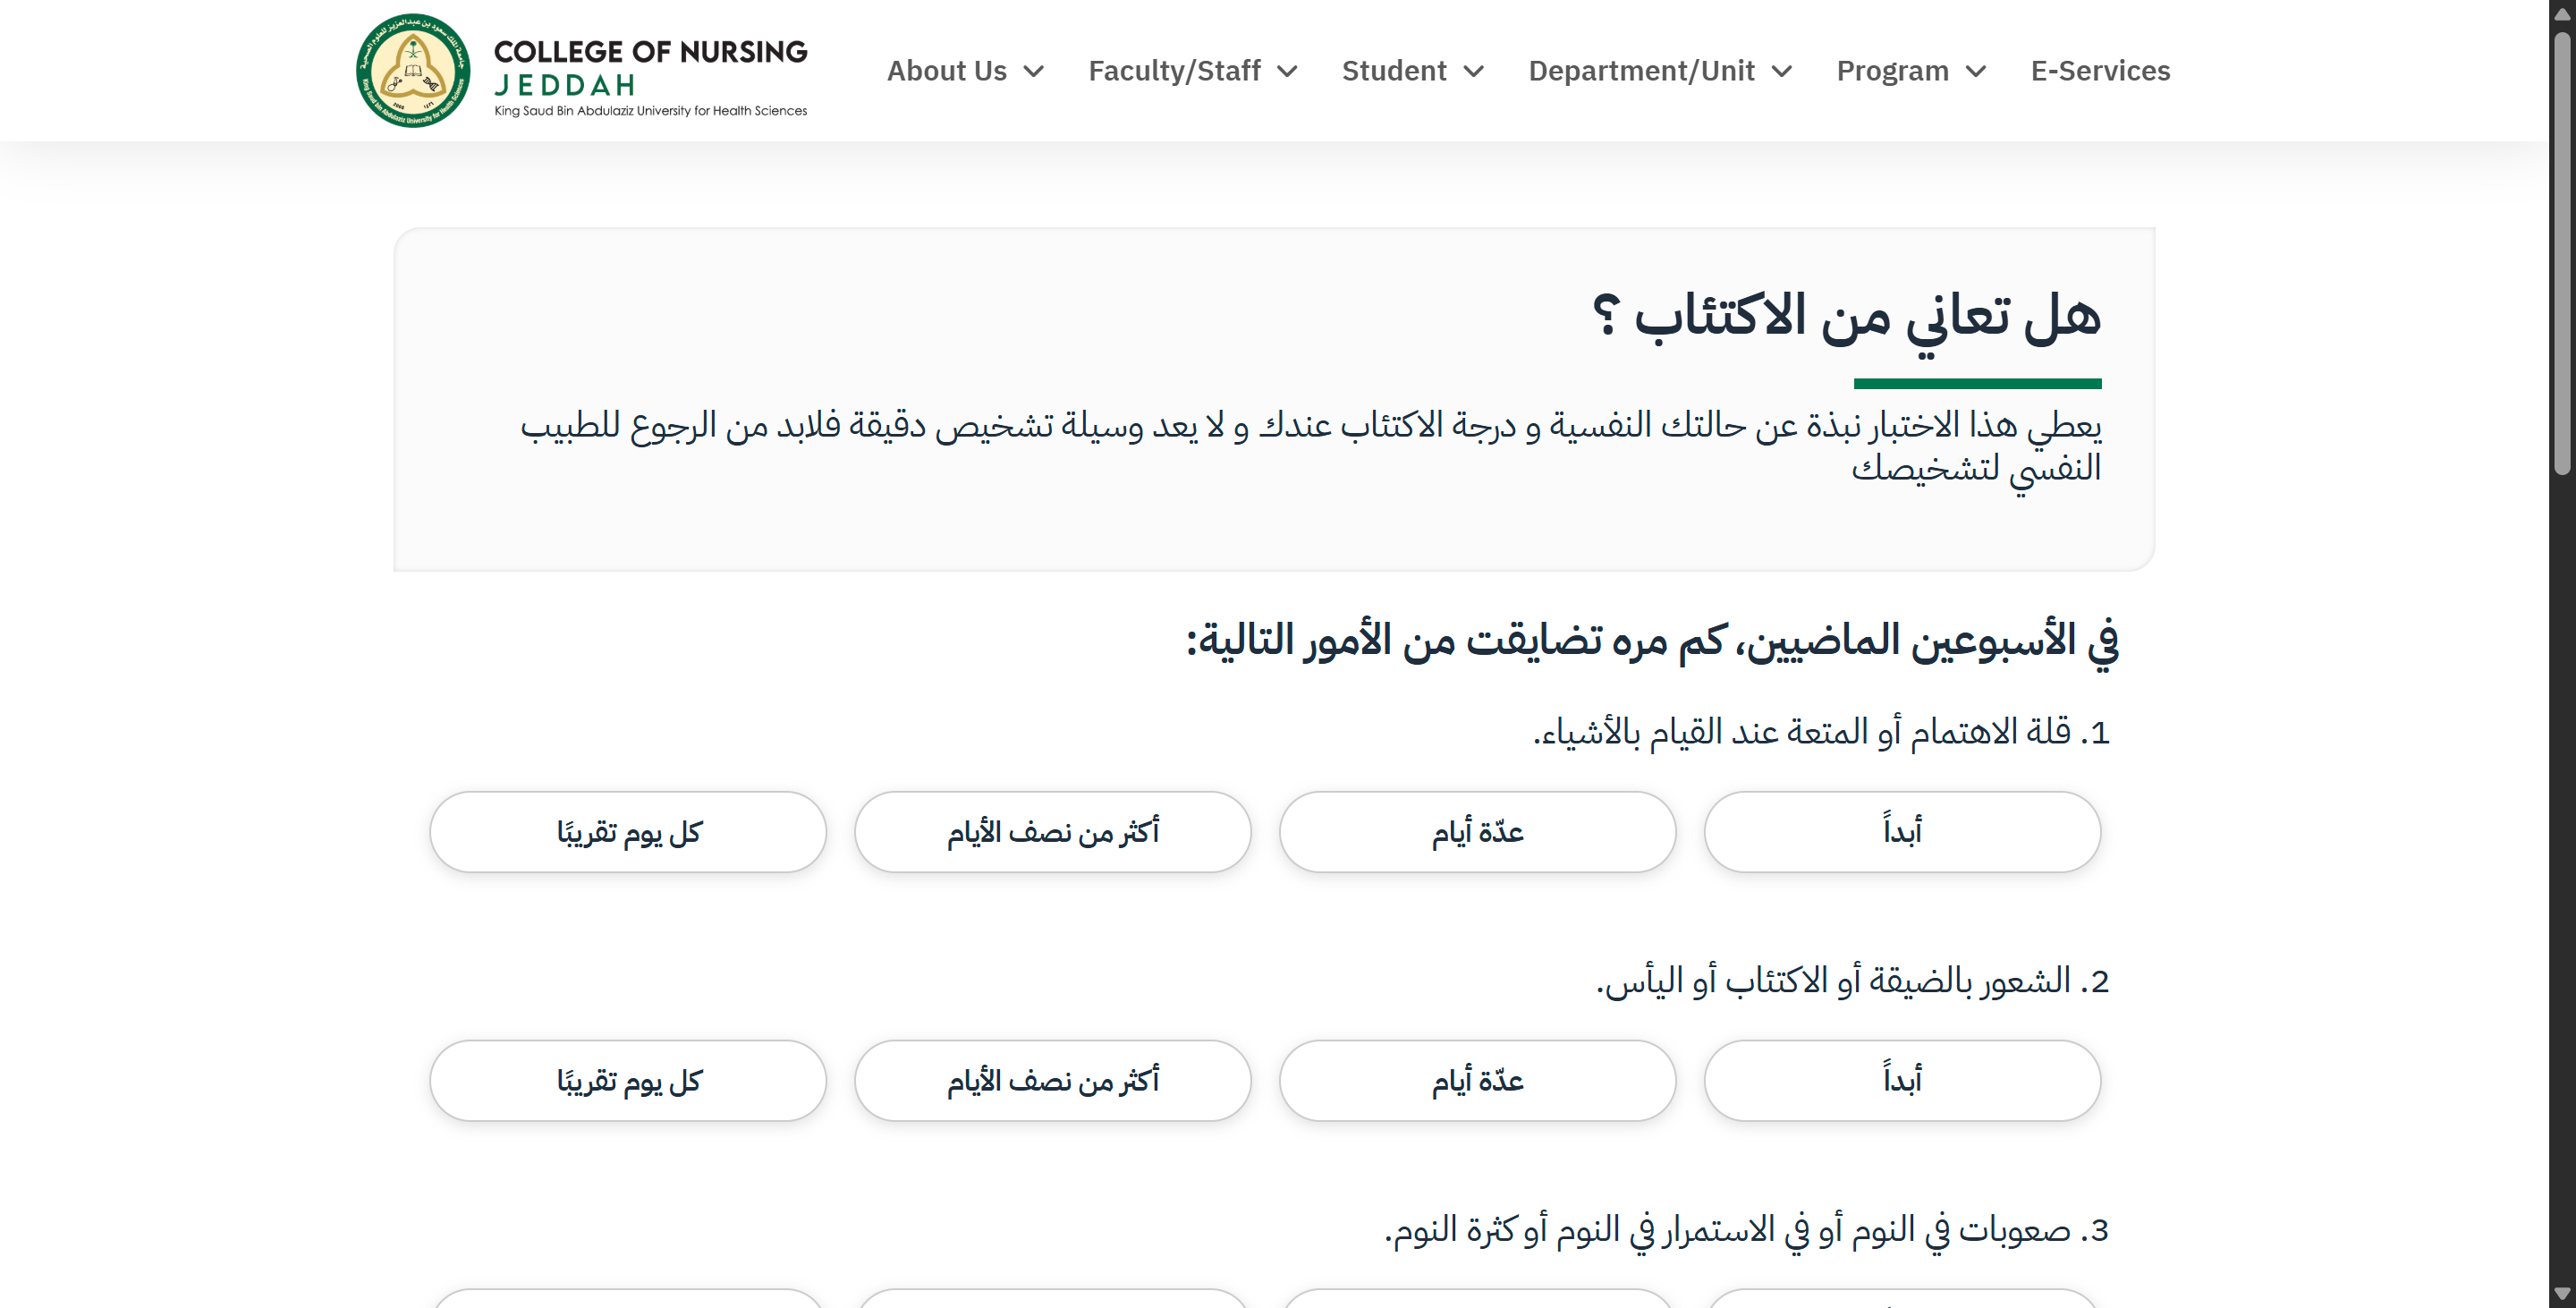 COLLEGE OF NURSING
JEDDAH
King Saud Bin Abdulaziz University for Health Sciences
About Us
Faculty/Staff
Student
Department/Unit
Program
E-Services
هل تعاني من الاكتئاب ؟
يعطي هذا الاختبار نبذة عن حالتك النفسية و درجة الاكتئاب عندك و لا يعد وسيلة تشخيص دقيقة فلابد من الرجوع للطبيب
النفسي لتشخيصك
في الأسبوعين الماضيين، كم مره تضايقت من الأمور التالية:
1. قلة الاهتمام أو المتعة عند القيام بالأشياء.
أبداً
عدّة أيام
أكثر من نصف الأيام
كل يوم تقريبًا
2. الشعور بالضيقة أو الاكتئاب أو اليأس.
أبداً
عدّة أيام
أكثر من نصف الأيام
كل يوم تقريبًا
3. صعوبات في النوم أو في الاستمرار في النوم أو كثرة النوم.